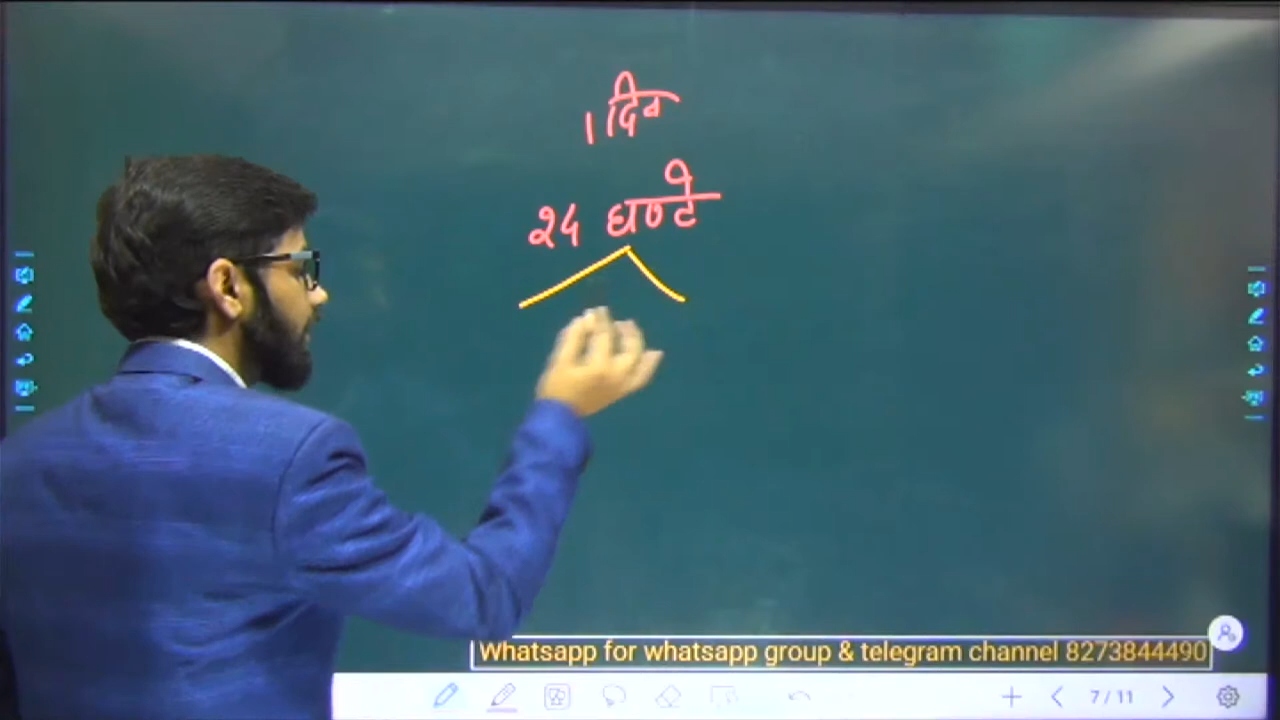 1 दिन
24 घण्टे
Whatsapp for whatsapp group & telegram channel 8273844490
7/11